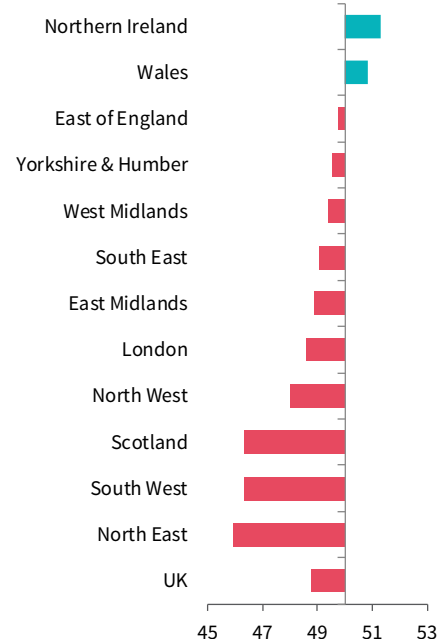 Northern Ireland
Wales
East of England
Yorkshire & Humber
West Midlands
South East
East Midlands
London
North West
Scotland
South West
North East
UK
45 47 49 51 53